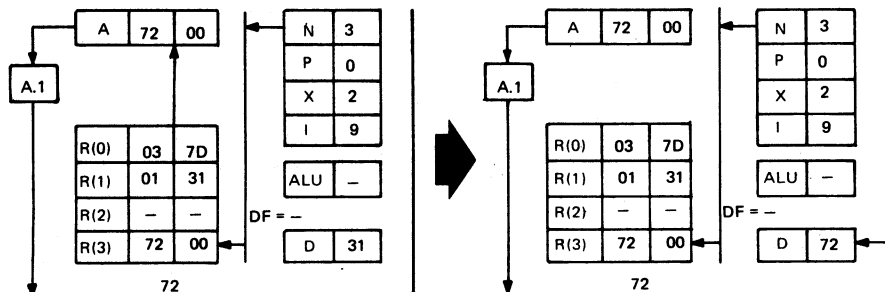 A 72 00
N 3
P 0
X 2
I 9
A.1
R(0) 03 7D
R(1) 01 31
R(2) – –
R(3) 72 00
ALU –
DF = –
D 31
72
A 72 00
N 3
P 0
X 2
I 9
A.1
R(0) 03 7D
R(1) 01 31
R(2) – –
R(3) 72 00
ALU –
DF = –
D 72
72